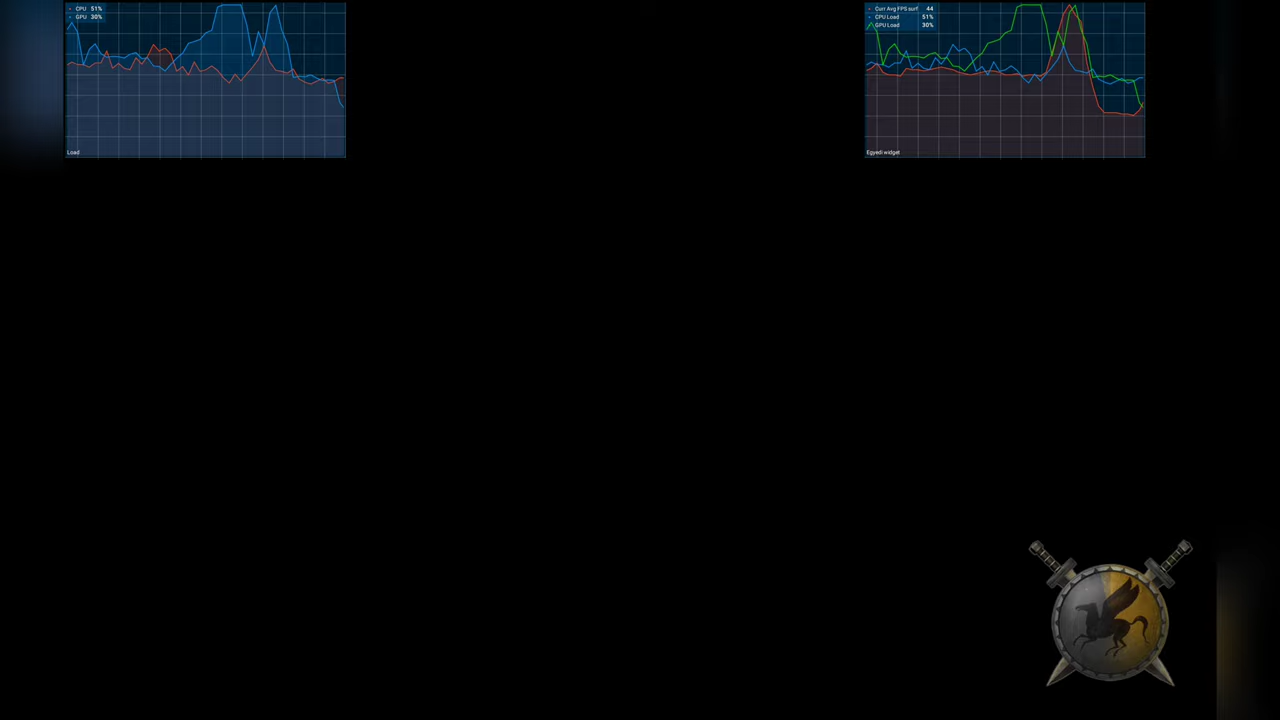 CPU 51%
GPU 30%
Load
Curr Avg FPS surf 44
CPU Load 51%
GPU Load 30%
Egyedi widget